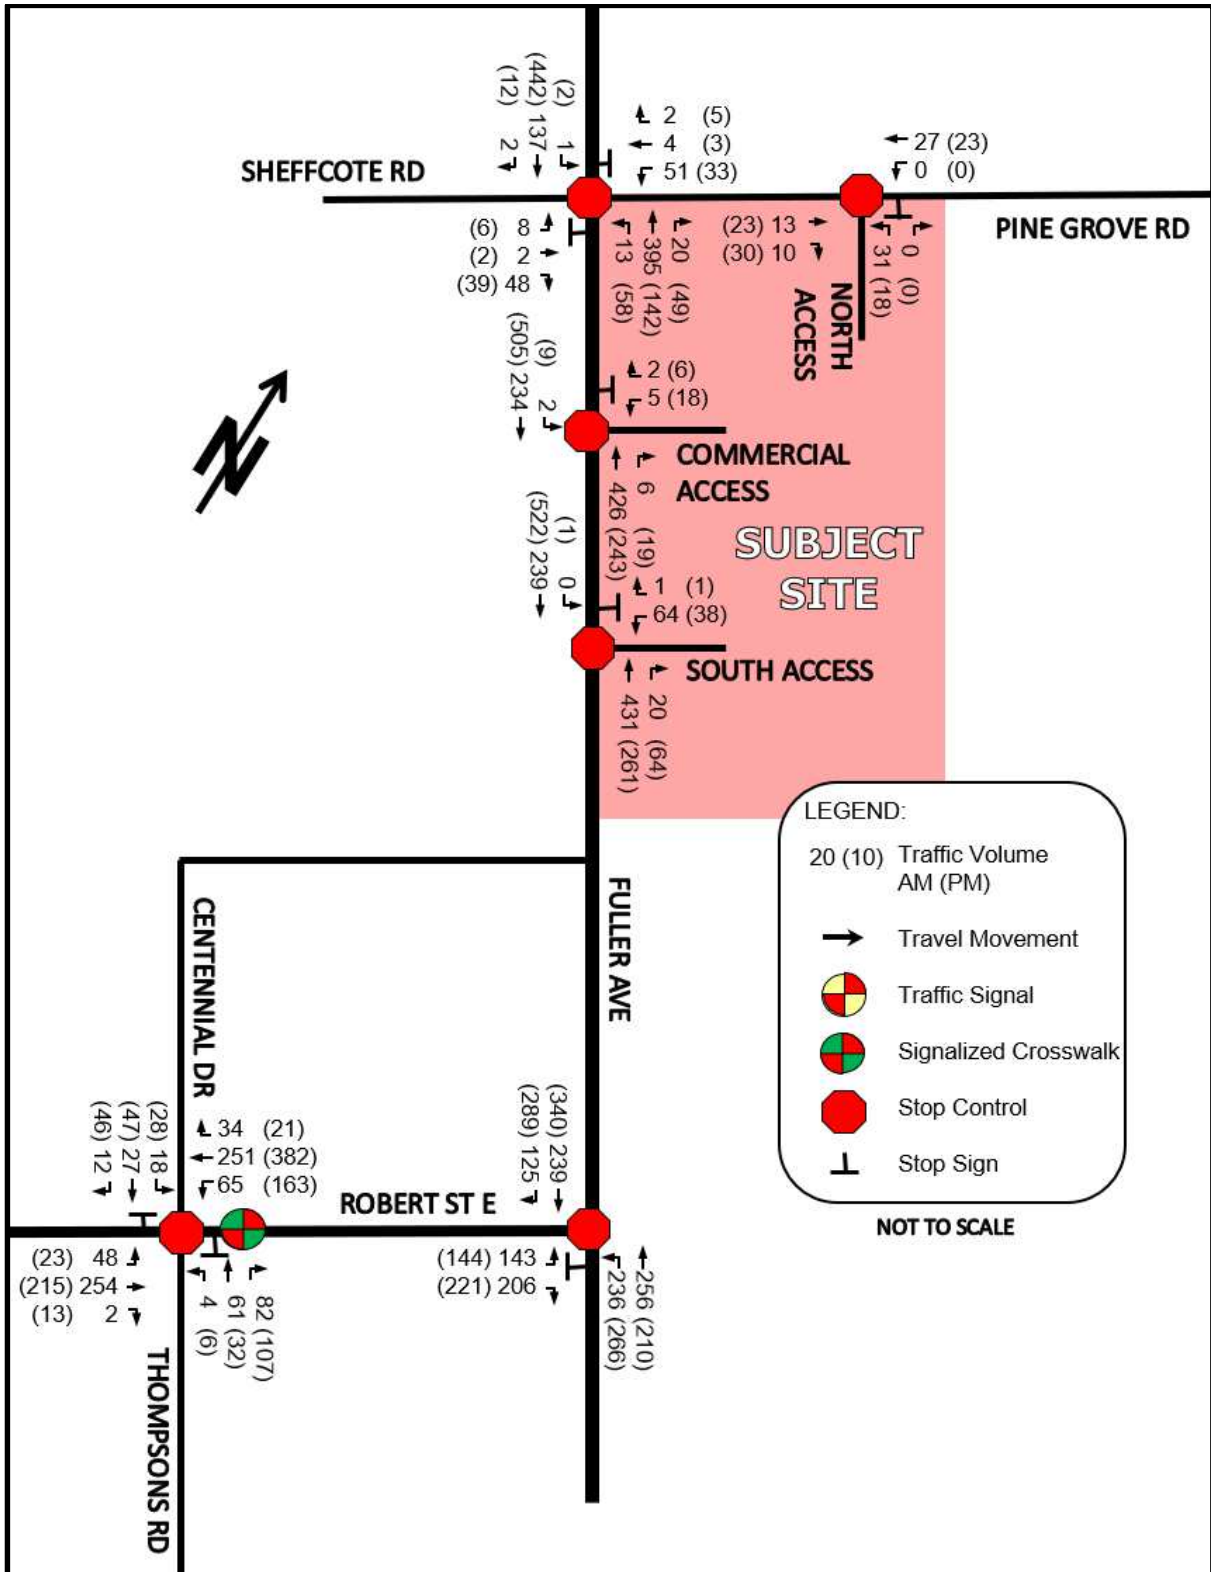 (12) 2
(442) 137
(2) 1
2 (5)
4 (3)
51 (33)
27 (23)
0 (0)
SHEFFCOTE RD
PINE GROVE RD
(6) 8
(2) 2
(39) 48
13 (58)
395 (142)
20 (49)
(23) 13
(30) 10
31 (18)
0 (0)
NORTH
ACCESS
(505) 234
(9) 2
2 (6)
5 (18)
COMMERCIAL
ACCESS
426 (243)
6 (19)
(522) 239
(1) 0
SUBJECT
SITE
1 (1)
64 (38)
SOUTH ACCESS
431 (261)
20 (64)
N
LEGEND:
20 (10) Traffic Volume
AM (PM)
Travel Movement
Traffic Signal
Signalized Crosswalk
Stop Control
Stop Sign
NOT TO SCALE
CENTENNIAL DR
FULLER AVE
(46) 12
(47) 27
(28) 18
34 (21)
251 (382)
65 (163)
ROBERT ST E
(289) 125
(340) 239
(23) 48
(215) 254
(13) 2
4 (6)
61 (32)
82 (107)
(144) 143
(221) 206
236 (266)
256 (210)
THOMPSONS RD